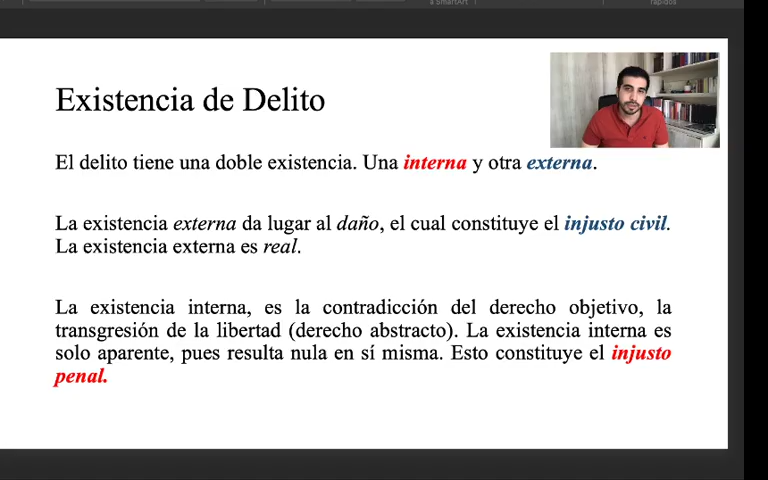 a SmartArt
rápidos
Existencia de Delito
El delito tiene una doble existencia. Una interna y otra externa.
La existencia externa da lugar al daño, el cual constituye el injusto civil.
La existencia externa es real.
La existencia interna, es la contradicción del derecho objetivo, la
transgresión de la libertad (derecho abstracto). La existencia interna es
solo aparente, pues resulta nula en sí misma. Esto constituye el injusto
penal.